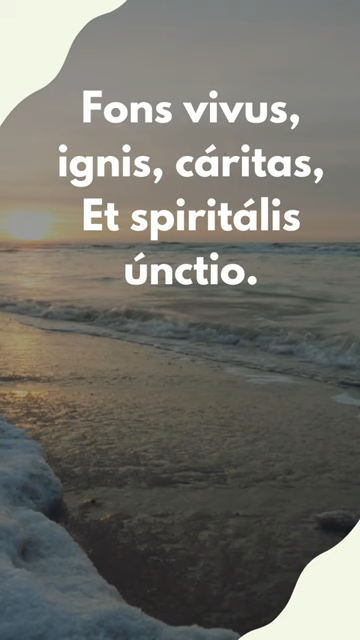 Fons vivus,
ignis, cáritas,
Et spiritális
únctio.